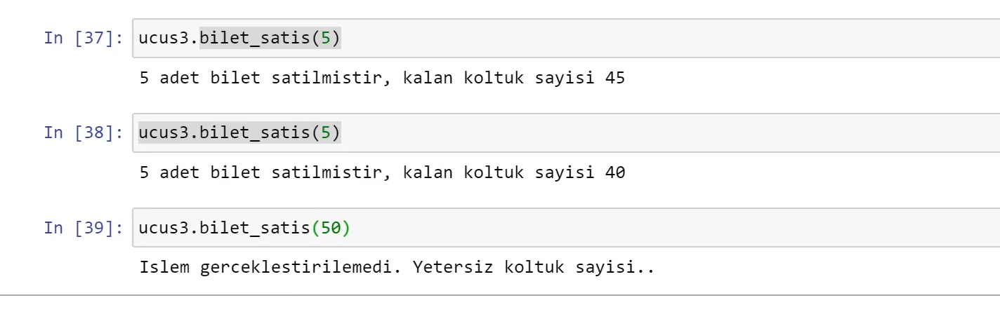 In [37]: ucus3.bilet_satis(5)
5 adet bilet satilmistir, kalan koltuk sayisi 45
In [38]: ucus3.bilet_satis(5)
5 adet bilet satilmistir, kalan koltuk sayisi 40
In [39]: ucus3.bilet_satis(50)
Islem gerceklestirilemedi. Yetersiz koltuk sayisi..